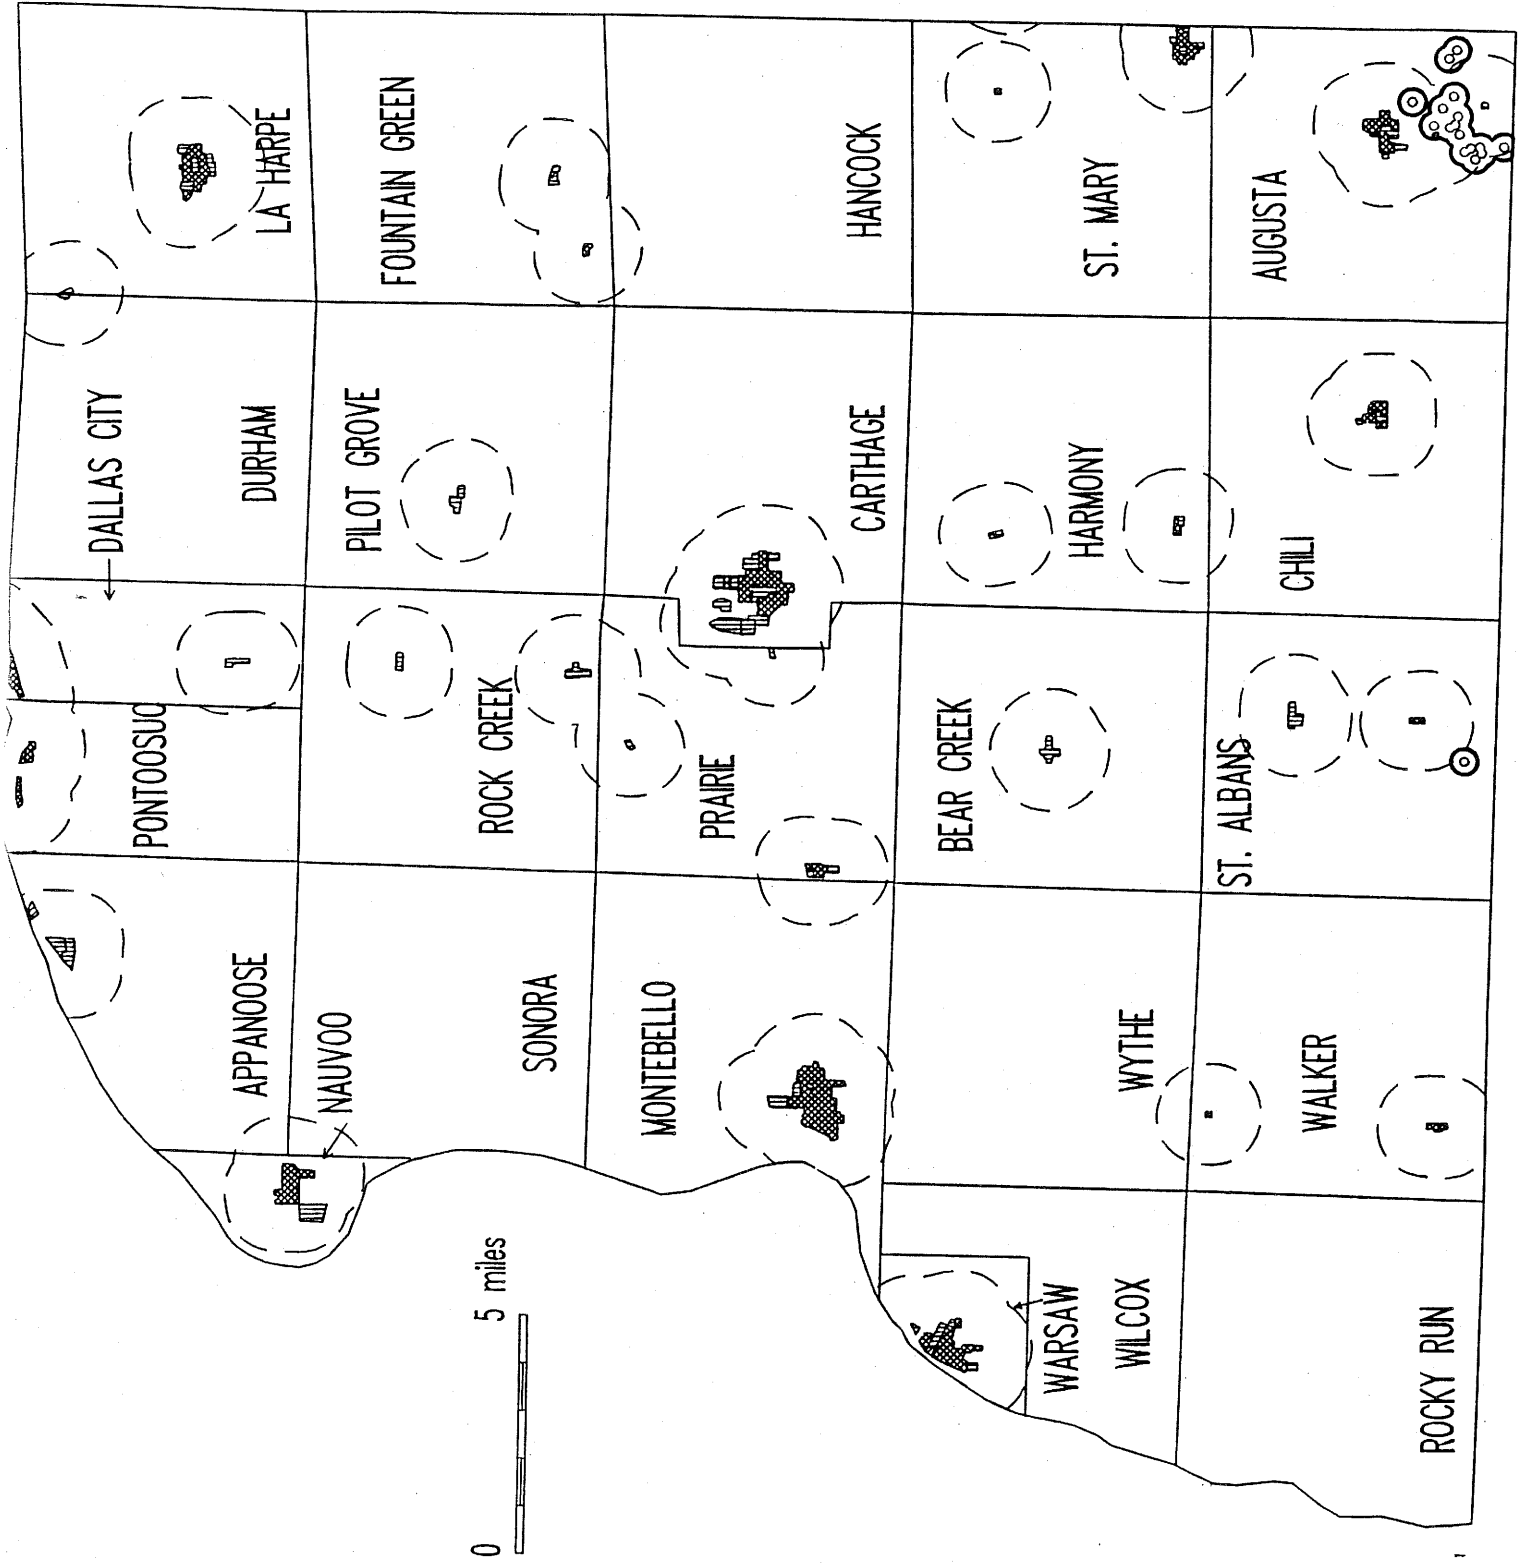 LA HARPE
DALLAS CITY
DURHAM
PONTOOSUC
APPANOOSE
NAUVOO
FOUNTAIN GREEN
PILOT GROVE
ROCK CREEK
SONORA
HANCOCK
CARTHAGE
PRAIRIE
MONTEBELLO
ST. MARY
HARMONY
BEAR CREEK
WYTHE
WARSAW
WILCOX
AUGUSTA
CHILI
ST. ALBANS
WALKER
ROCKY RUN
0 5 miles